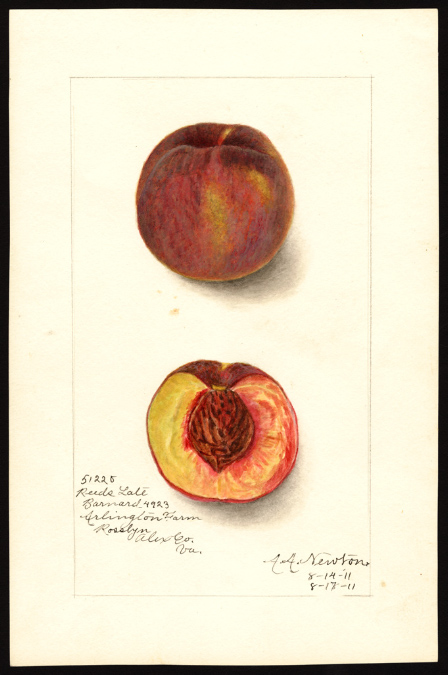 51225
Reeds Late
Barnard 4923
Arlington Farm
Rosslyn
Alex Co.
Va.
A.A. Newton
8-14-11
8-17-11